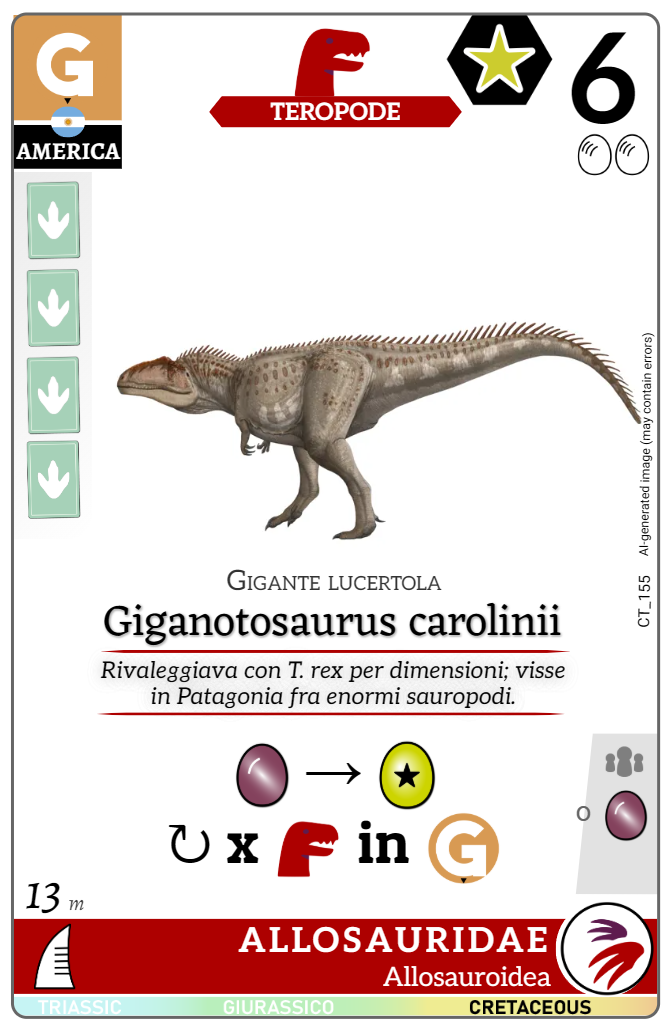 G
AMERICA
TEROPODE
6
AI-generated image (may contain errors)
CT_155
Gigante lucertola
Giganotosaurus carolinii
Rivaleggiava con T. rex per dimensioni; visse
in Patagonia fra enormi sauropodi.
O
x in G
13 m
ALLOSAURIDAE
Allosauroidea
TRIASSIC GIURASSICO CRETACEOUS